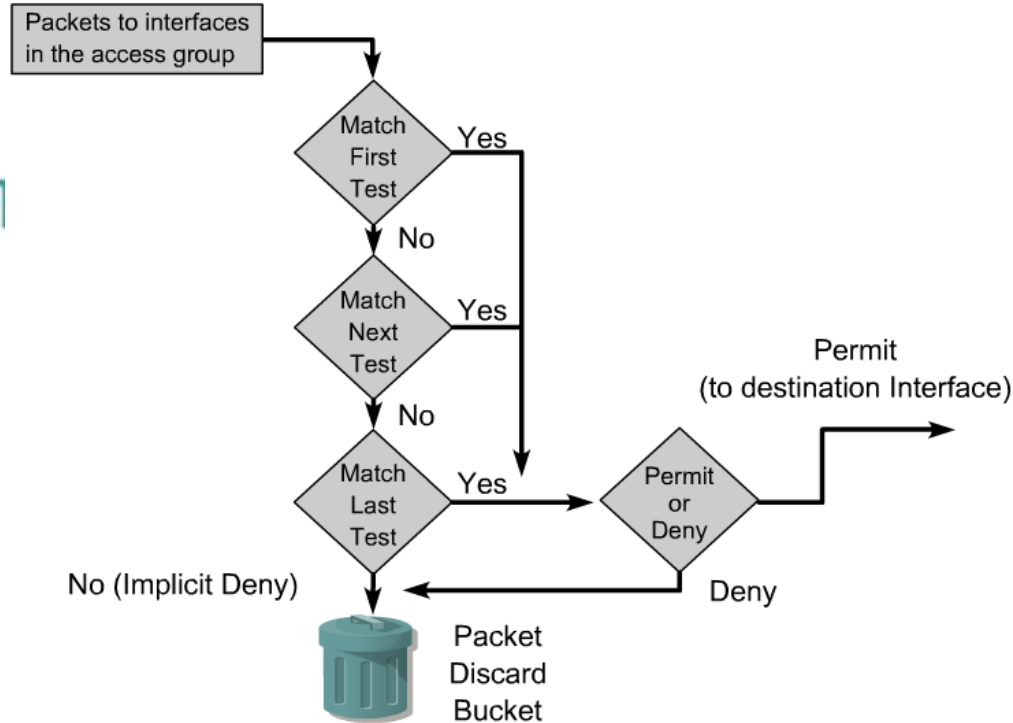 Packets to interfaces
in the access group
Match
First
Test
Yes
No
Match
Next
Test
Yes
No
Match
Last
Test
Yes
Permit
or
Deny
Permit
(to destination Interface)
No (Implicit Deny)
Deny
Packet
Discard
Bucket